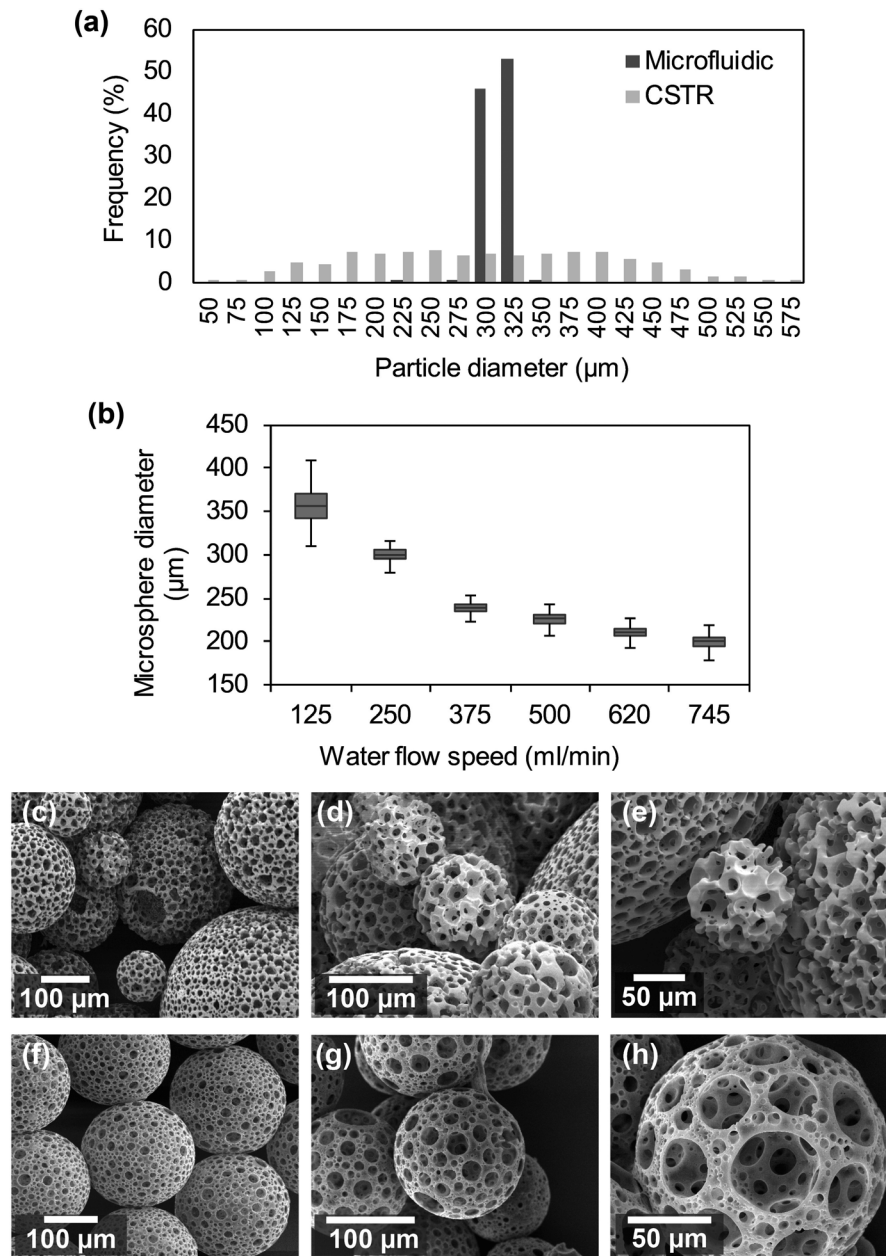 (a)
60
50
40
30
20
10
0
Frequency (%)
Microfluidic
CSTR
50 75 100 125 150 175 200 225 250 275 300 325 350 375 400 425 450 475 500 525 550 575
Particle diameter (µm)
(b)
450
400
350
300
250
200
150
Microsphere diameter
(µm)
125 250 375 500 620 745
Water flow speed (ml/min)
(c)
100 µm
(d)
100 µm
(e)
50 µm
(f)
100 µm
(g)
100 µm
(h)
50 µm